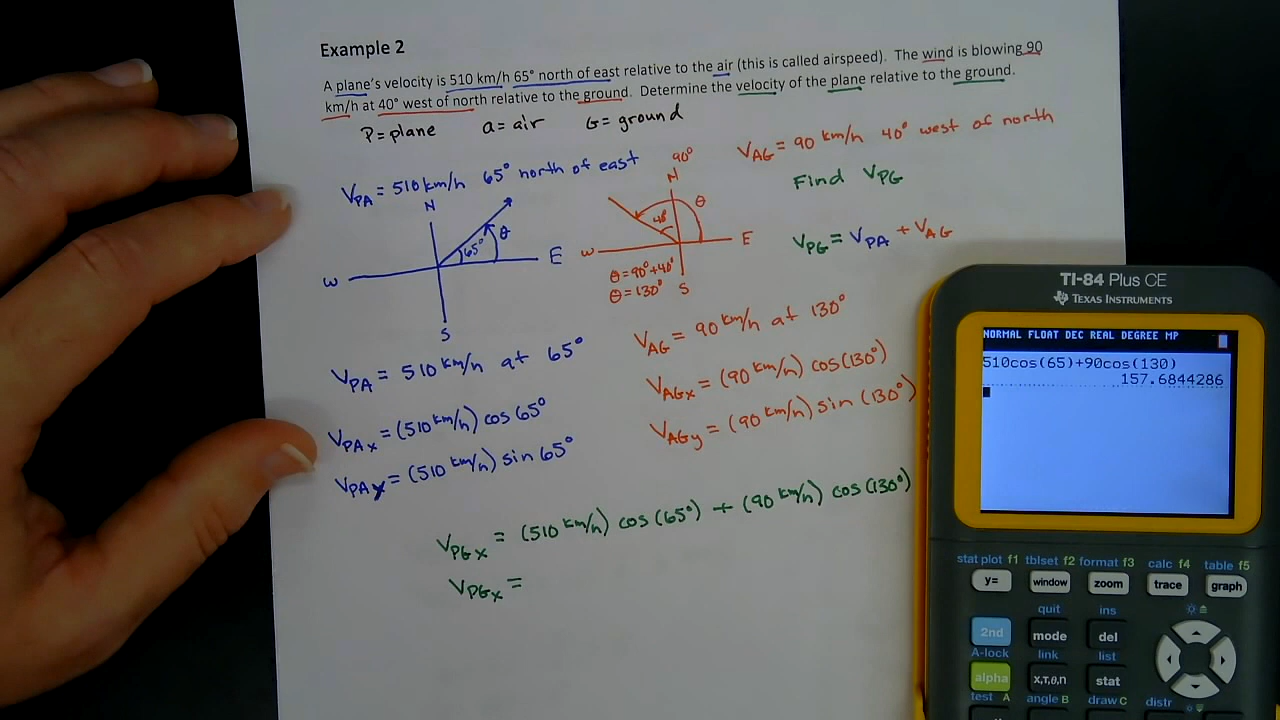 Example 2
A plane's velocity is 510 km/h 65° north of east relative to the air (this is called airspeed). The wind is blowing 90
km/h at 40° west of north relative to the ground. Determine the velocity of the plane relative to the ground.
P=plane a=air G=ground
V_AG = 90 km/h 40° west of north
V_PA = 510 km/h 65° north of east
Find V_PG
N
65°
θ
E
W
S
90°
N
θ
40°
W
E
θ=90°+40°
θ=130°
S
V_PG = V_PA + V_AG
V_PA = 510 km/h at 65°
V_PAx = (510 km/h) cos 65°
V_PAy = (510 km/h) sin 65°
V_AG = 90 km/h at 130°
V_AGx = (90 km/h) cos(130°)
V_AGy = (90 km/h) sin (130°)
V_PGx = (510 km/h) cos(65°) + (90 km/h) cos(130°)
V_PGx =
TI-84 Plus CE
TEXAS INSTRUMENTS
NORMAL FLOAT DEC REAL DEGREE MP
510cos(65)+90cos(130)
157.6844286
stat plot f1 tblset f2 format f3 calc f4 table f5
y= window zoom trace graph
quit ins
2nd mode del
A-lock link list
alpha X,T,θ,n stat
test A angle B draw C distr